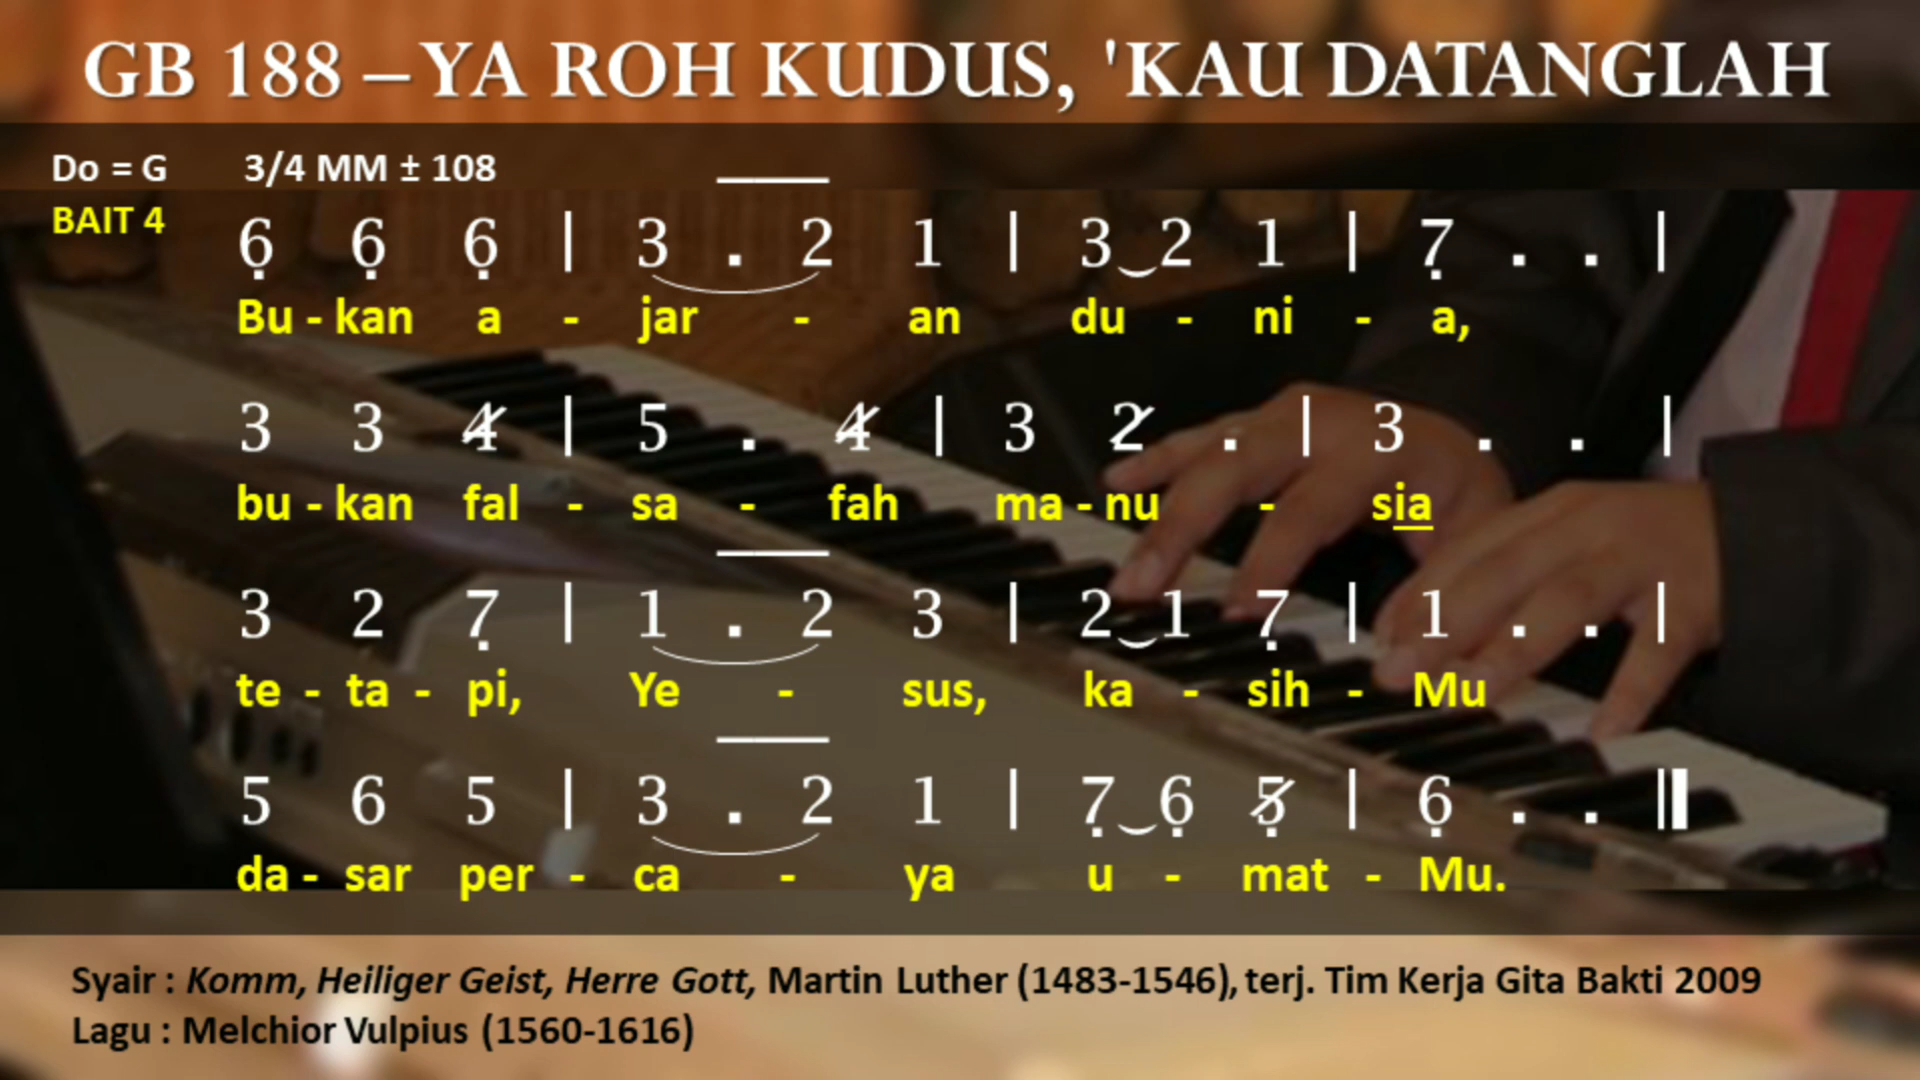 GB 188 – YA ROH KUDUS, 'KAU DATANGLAH
Do = G 3/4 MM ± 108
BAIT 4
6̣ 6̣ 6̣ | 3 . 2 1 | 3 2 1 | 7̣ . . |
Bu - kan a - jar - an du - ni - a,
3 3 4̸ | 5 . 4̸ | 3 2̸ . | 3 . . |
bu - kan fal - sa - fah ma - nu - sia
3 2 7̣ | 1 . 2 3 | 2 1 7̣ | 1 . . |
te - ta - pi, Ye - sus, ka - sih - Mu
5 6 5 | 3 . 2 1 | 7̣ 6̣ 5̸̣ | 6̣ . . ||
da - sar per - ca - ya u - mat - Mu.
Syair : Komm, Heiliger Geist, Herre Gott, Martin Luther (1483-1546), terj. Tim Kerja Gita Bakti 2009
Lagu : Melchior Vulpius (1560-1616)